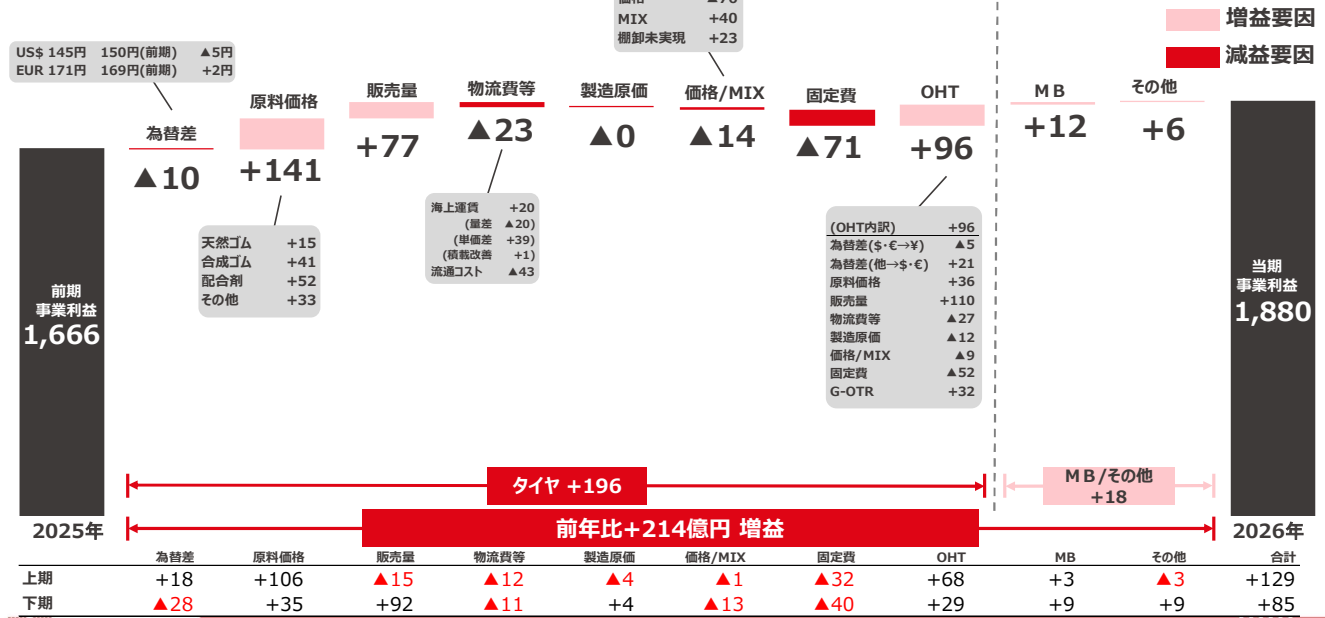 MIX +40
棚卸未実現 +23
増益要因
減益要因
US$ 145円 150円(前期) ▲5円
EUR 171円 169円(前期) +2円
為替差
▲10
原料価格
+141
販売量
+77
物流費等
▲23
製造原価
▲0
価格/MIX
▲14
固定費
▲71
OHT
+96
MB
+12
その他
+6
天然ゴム +15
合成ゴム +41
配合剤 +52
その他 +33
海上運賃 +20
(量差 ▲20)
(単価差 +39)
(積載改善 +1)
流通コスト ▲43
(OHT内訳) +96
為替差($・€→¥) ▲5
為替差(他→$・€) +21
原料価格 +36
販売量 +110
物流費等 ▲27
製造原価 ▲12
価格/MIX ▲9
固定費 ▲52
G-OTR +32
前期
事業利益
1,666
2025年
当期
事業利益
1,880
2026年
タイヤ +196
MB/その他
+18
前年比+214億円 増益
為替差 原料価格 販売量 物流費等 製造原価 価格/MIX 固定費 OHT MB その他 合計
上期 +18 +106 ▲15 ▲12 ▲4 ▲1 ▲32 +68 +3 ▲3 +129
下期 ▲28 +35 +92 ▲11 +4 ▲13 ▲40 +29 +9 +9 +85